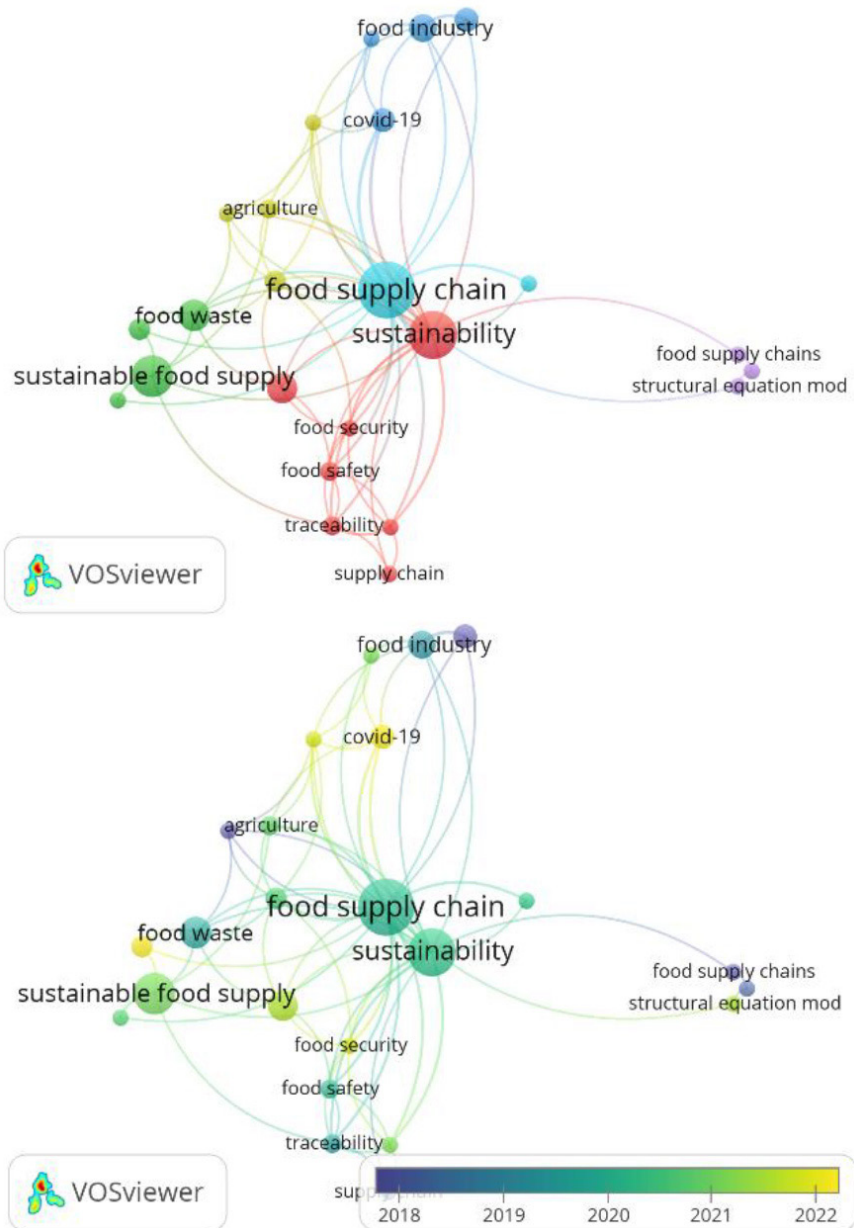 food industry
covid-19
agriculture
food supply chain
food waste
sustainability
food supply chains
sustainable food supply
structural equation mod
food security
food safety
traceability
VOSviewer
supply chain
food industry
covid-19
agriculture
food supply chain
food waste
sustainability
food supply chains
sustainable food supply
structural equation mod
food security
food safety
traceability
VOSviewer
supply chain
2018 2019 2020 2021 2022